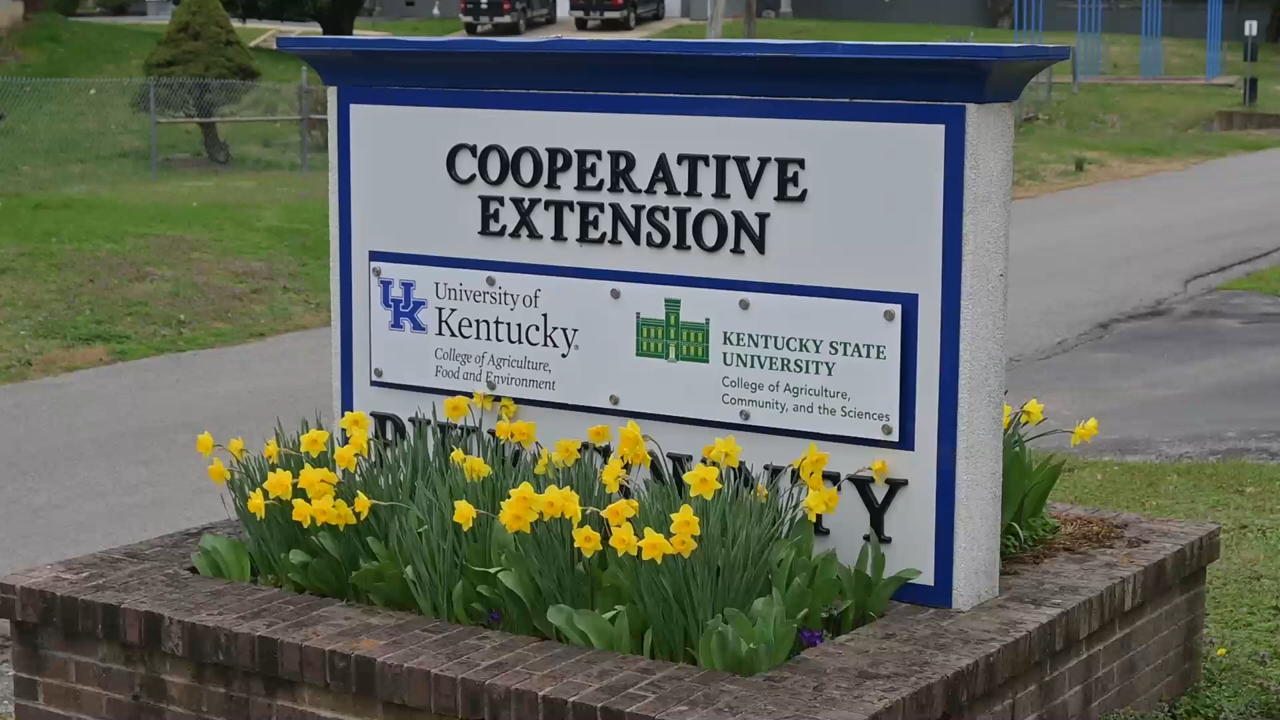 COOPERATIVE
EXTENSION
UK
University of
Kentucky
College of Agriculture,
Food and Environment
KENTUCKY STATE
UNIVERSITY
College of Agriculture,
Community, and the Sciences